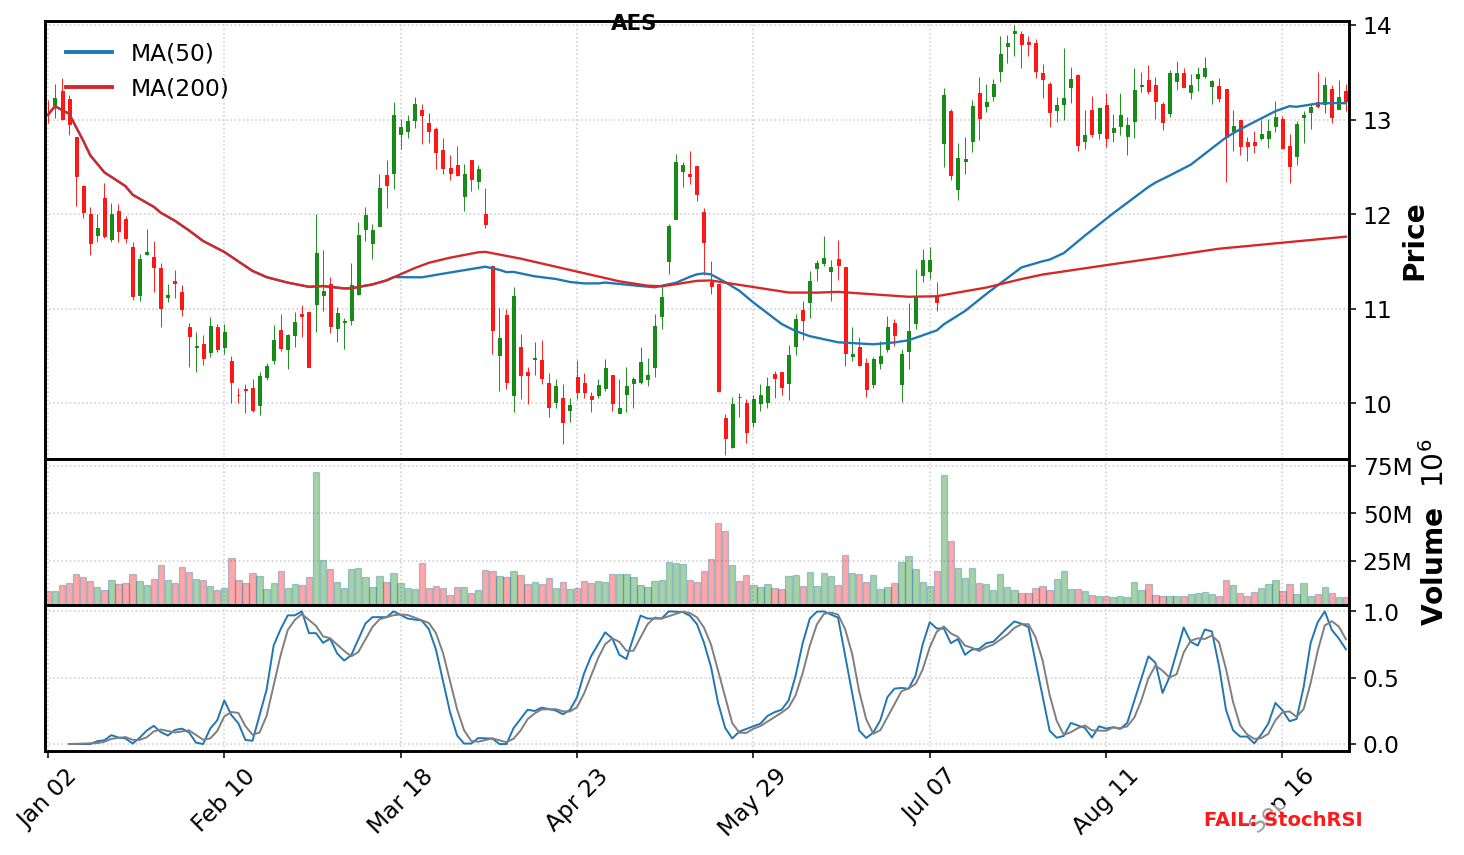 AES
MA(50)
MA(200)
14
13
12
11
10
Price
75M
50M
25M
Volume 10^6
1.0
0.5
0.0
Jan 02
Feb 10
Mar 18
Apr 23
May 29
Jul 07
Aug 11
Sep 16
FAIL: StochRSI